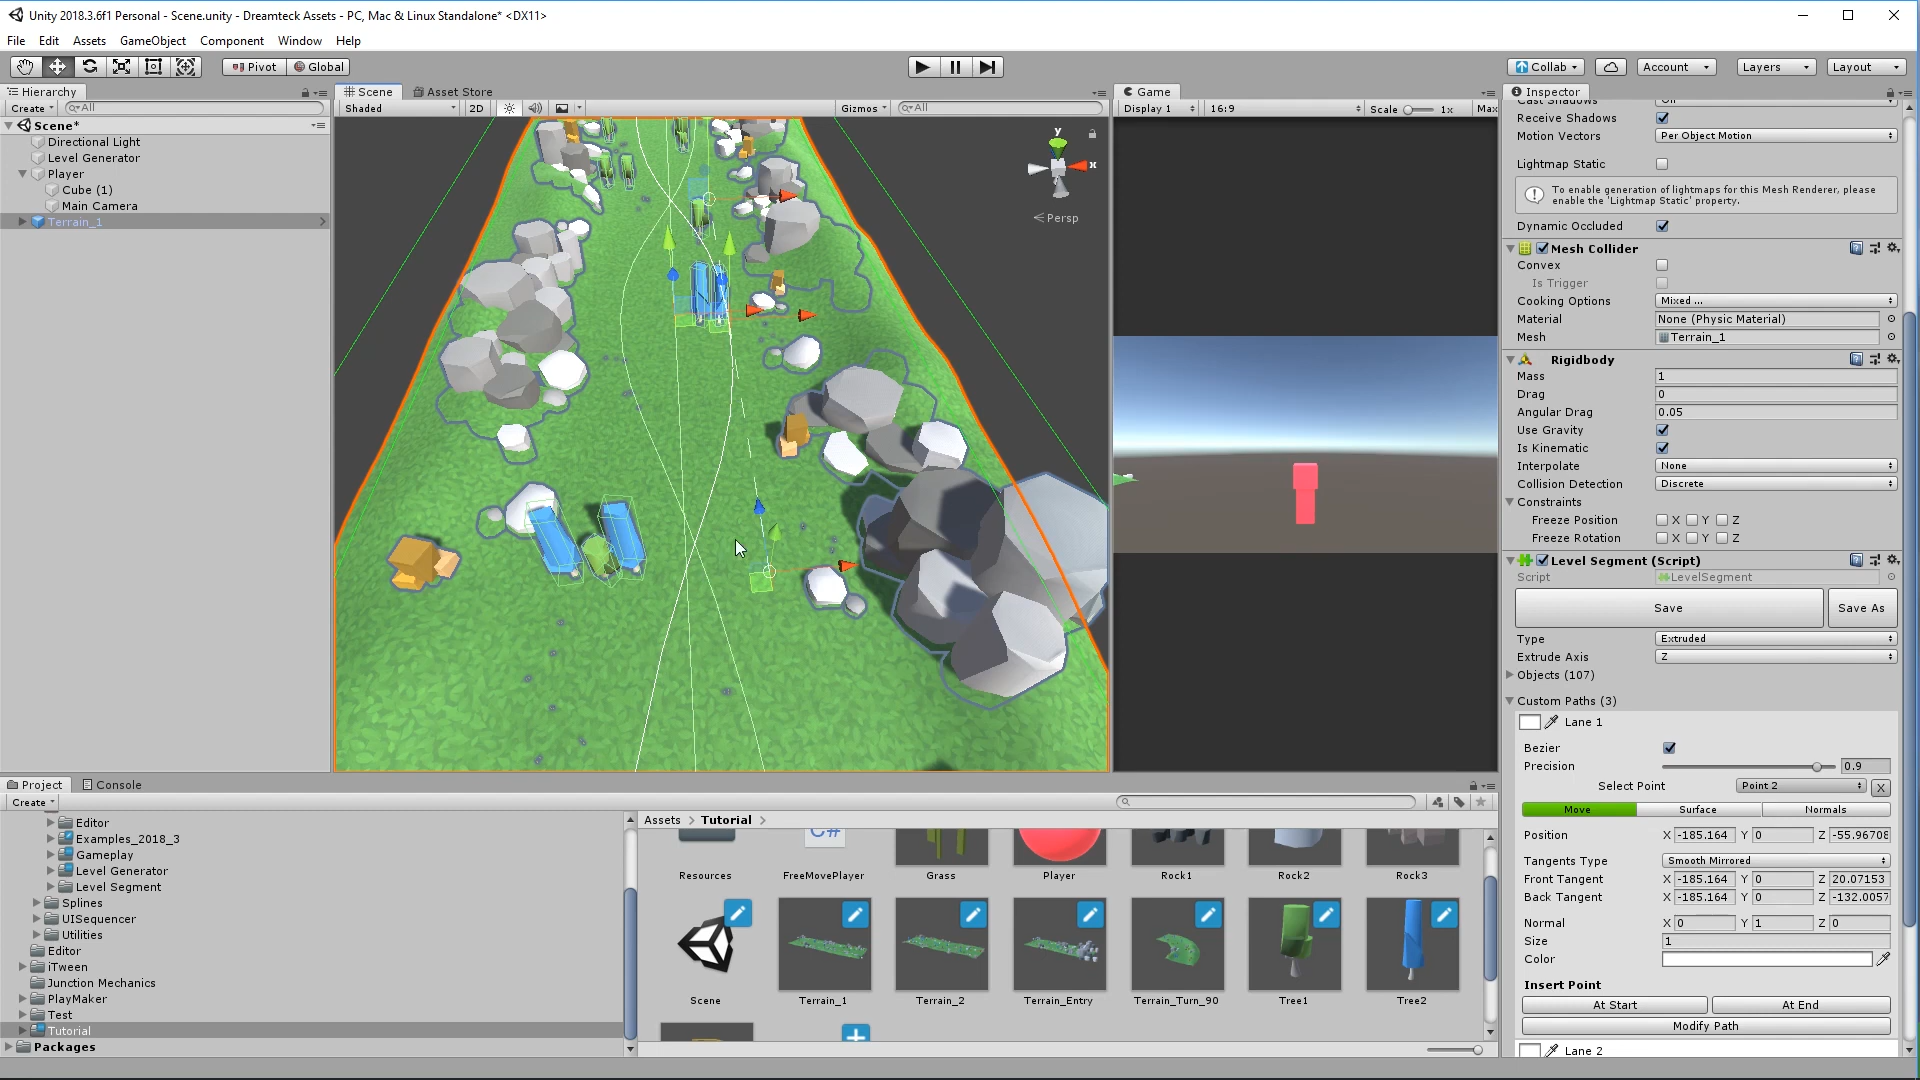 Unity 2018.3.6f1 Personal - Scene.unity - Dreamteck Assets - PC, Mac & Linux Standalone* <DX11>
File Edit Assets GameObject Component Window Help
Pivot Global Collab Account Layers Layout
Hierarchy
Create All
Scene*
Directional Light
Level Generator
Player
Cube (1)
Main Camera
Terrain_1
Scene Asset Store
Shaded 2D Gizmos All
y
x
Persp
Game
Display 1 16:9 Scale 1x Max
Inspector
Cast Shadows
Receive Shadows
Motion Vectors Per Object Motion
Lightmap Static
To enable generation of lightmaps for this Mesh Renderer, please
enable the 'Lightmap Static' property.
Dynamic Occluded
Mesh Collider
Convex
Is Trigger
Cooking Options Mixed ...
Material None (Physic Material)
Mesh Terrain_1
Rigidbody
Mass 1
Drag 0
Angular Drag 0.05
Use Gravity
Is Kinematic
Interpolate None
Collision Detection Discrete
Constraints
Freeze Position X Y Z
Freeze Rotation X Y Z
Level Segment (Script)
Script LevelSegment
Save Save As
Type Extruded
Extrude Axis Z
Objects (107)
Custom Paths (3)
Lane 1
Bezier
Precision 0.9
Select Point Point 2 X
Move Surface Normals
Position X -185.164 Y 0 Z -55.96708
Tangents Type Smooth Mirrored
Front Tangent X -185.164 Y 0 Z 20.07153
Back Tangent X -185.164 Y 0 Z -132.0057
Normal X 0 Y 1 Z 0
Size 1
Color
Insert Point
At Start At End
Modify Path
Lane 2
Project Console
Create
Editor
Examples_2018_3
Gameplay
Level Generator
Level Segment
Splines
UISequencer
Utilities
Editor
iTween
Junction Mechanics
PlayMaker
Test
Tutorial
Packages
Assets > Tutorial >
C#
Resources FreeMovePlayer Grass Player Rock1 Rock2 Rock3
Scene Terrain_1 Terrain_2 Terrain_Entry Terrain_Turn_90 Tree1 Tree2